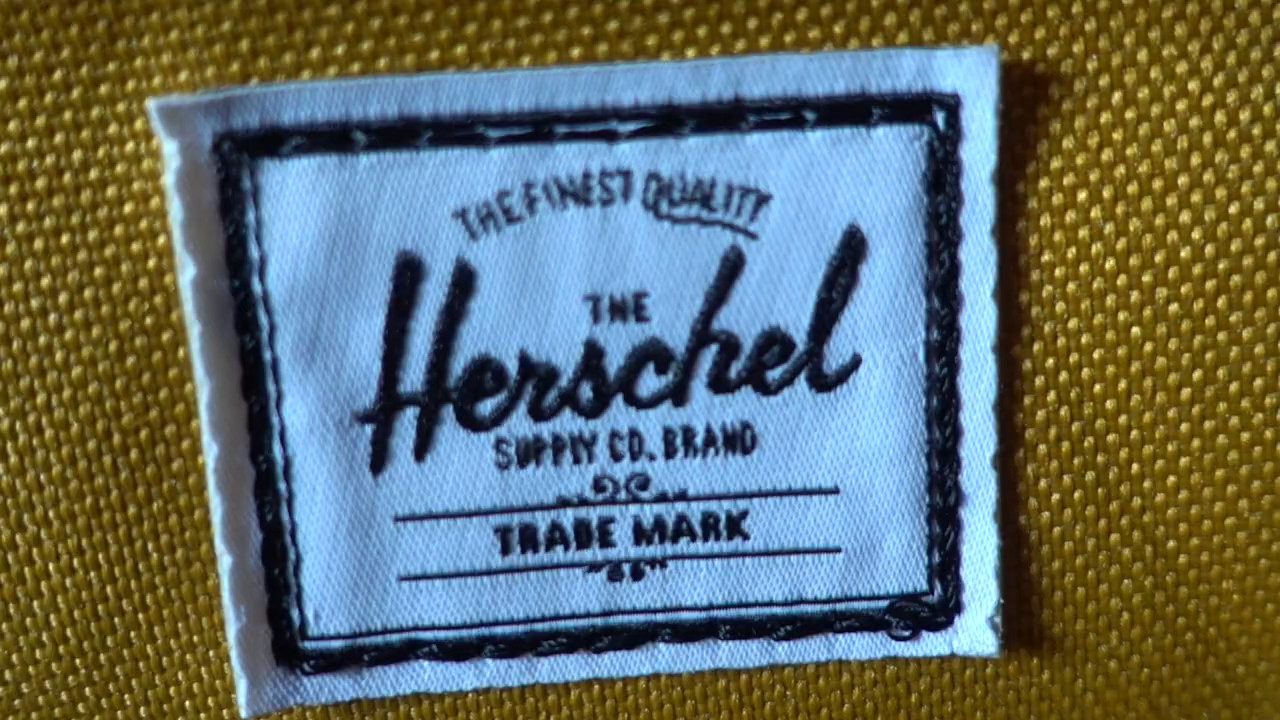 THE FINEST QUALITY
THE
Herschel
SUPPLY CO. BRAND
TRADE MARK